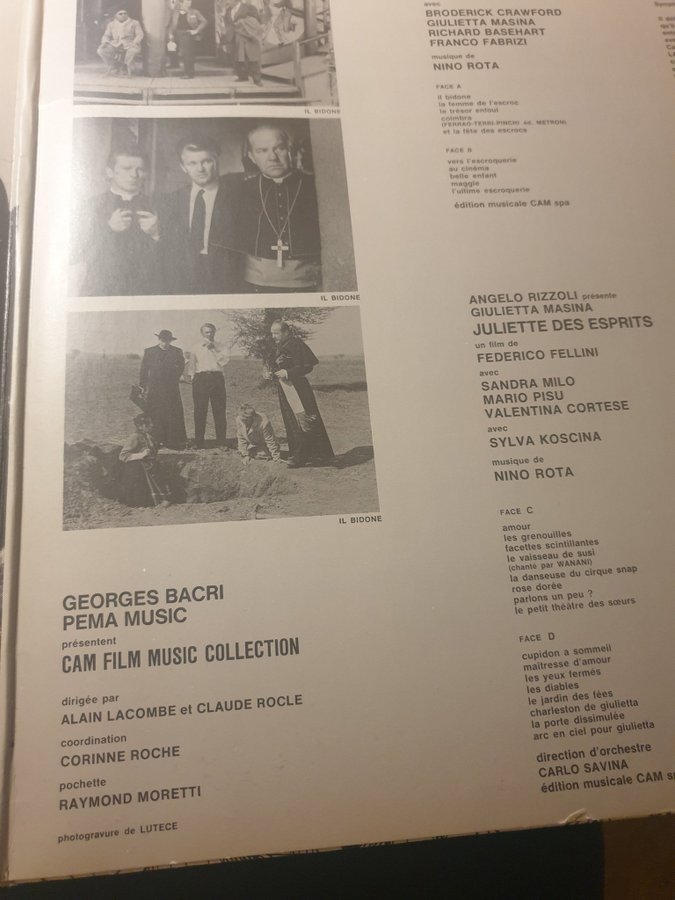 IL BIDONE
IL BIDONE
IL BIDONE
GEORGES BACRI
PEMA MUSIC
présentent
CAM FILM MUSIC COLLECTION
dirigée par
ALAIN LACOMBE et CLAUDE ROCLE
coordination
CORINNE ROCHE
pochette
RAYMOND MORETTI
photogravure de LUTECE
avec
BRODERICK CRAWFORD
GIULIETTA MASINA
RICHARD BASEHART
FRANCO FABRIZI
musique de
NINO ROTA
FACE A
il bidone
la femme de l'escroc
le trésor enfoui
coimbra
(FERRAO-TERRI-PINCHI éd. METRON)
et la fête des escrocs
FACE B
vers l'escroquerie
au cinéma
belle enfant
maggie
l'ultime escroquerie
édition musicale CAM spa
ANGELO RIZZOLI présente
GIULIETTA MASINA
JULIETTE DES ESPRITS
un film de
FEDERICO FELLINI
avec
SANDRA MILO
MARIO PISU
VALENTINA CORTESE
avec
SYLVA KOSCINA
musique de
NINO ROTA
FACE C
amour
les grenouilles
facettes scintillantes
le vaisseau de susi
(chanté par WANANI)
la danseuse du cirque snap
rose dorée
parlons un peu ?
le petit théâtre des sœurs
FACE D
cupidon a sommeil
maîtresse d'amour
les yeux fermés
les diables
le jardin des fées
charleston de giulietta
la porte dissimulée
arc en ciel pour giulietta
direction d'orchestre
CARLO SAVINA
édition musicale CAM